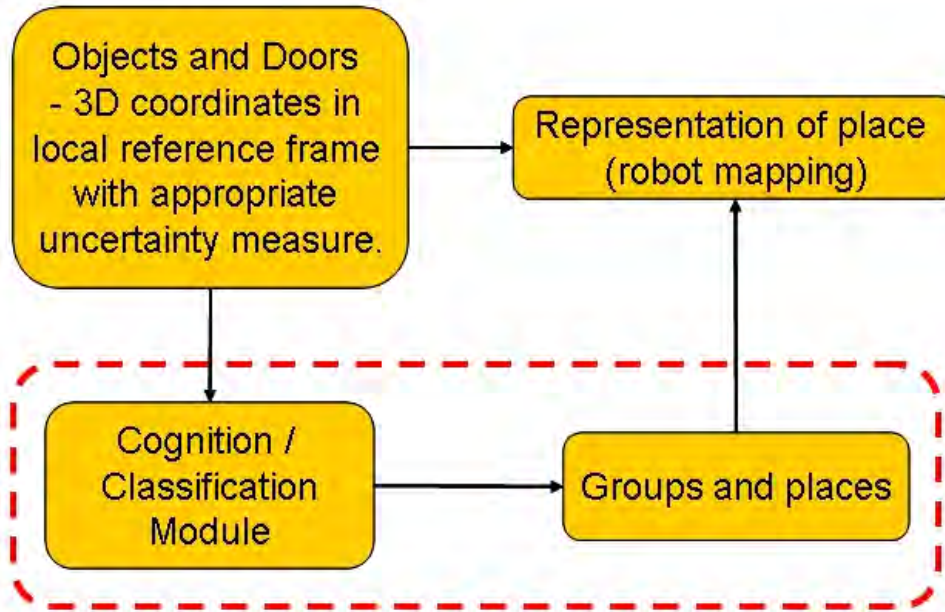 Objects and Doors
- 3D coordinates in
local reference frame
with appropriate
uncertainty measure.
Representation of place
(robot mapping)
Cognition /
Classification
Module
Groups and places